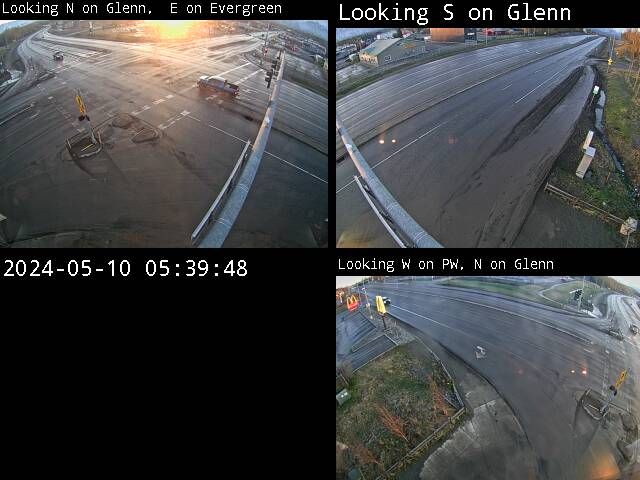 Looking N on Glenn,  E on Evergreen
Looking S on Glenn
2024-05-10 05:39:48
Looking W on PW, N on Glenn